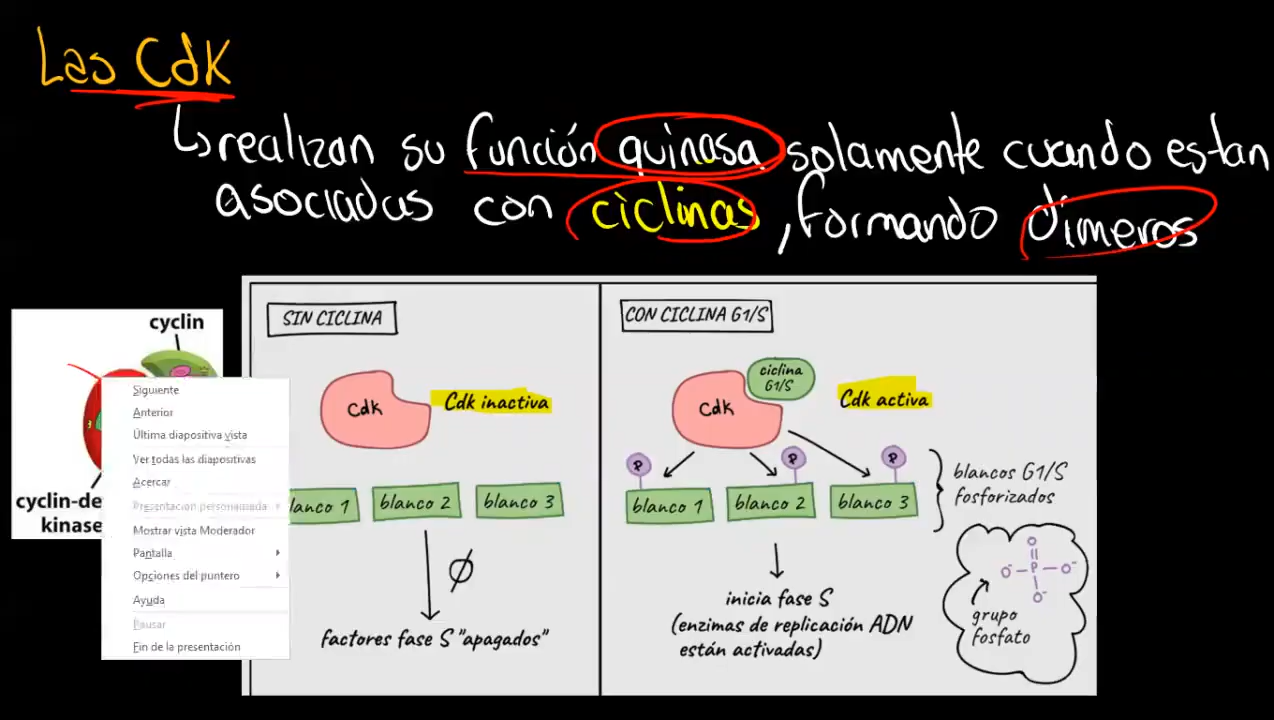 Las Cdk
realizan su función quinasa solamente cuando están
asociadas con ciclinas, formando dímeros
cyclin
cyclin-de
kinase
Siguiente
Anterior
Última diapositiva vista
Ver todas las diapositivas
Acercar
Presentación personalizada
Mostrar vista Moderador
Pantalla
Opciones del puntero
Ayuda
Pausar
Fin de la presentación
SIN CICLINA
Cdk
Cdk inactiva
lanco 1
blanco 2
blanco 3
Ø
factores fase S "apagados"
CON CICLINA G1/S
ciclina
G1/S
Cdk
Cdk activa
P
P
P
blanco 1
blanco 2
blanco 3
blancos G1/S
fosforizados
inicia fase S
(enzimas de replicación ADN
están activadas)
O
O⁻ P O⁻
O⁻
grupo
fosfato